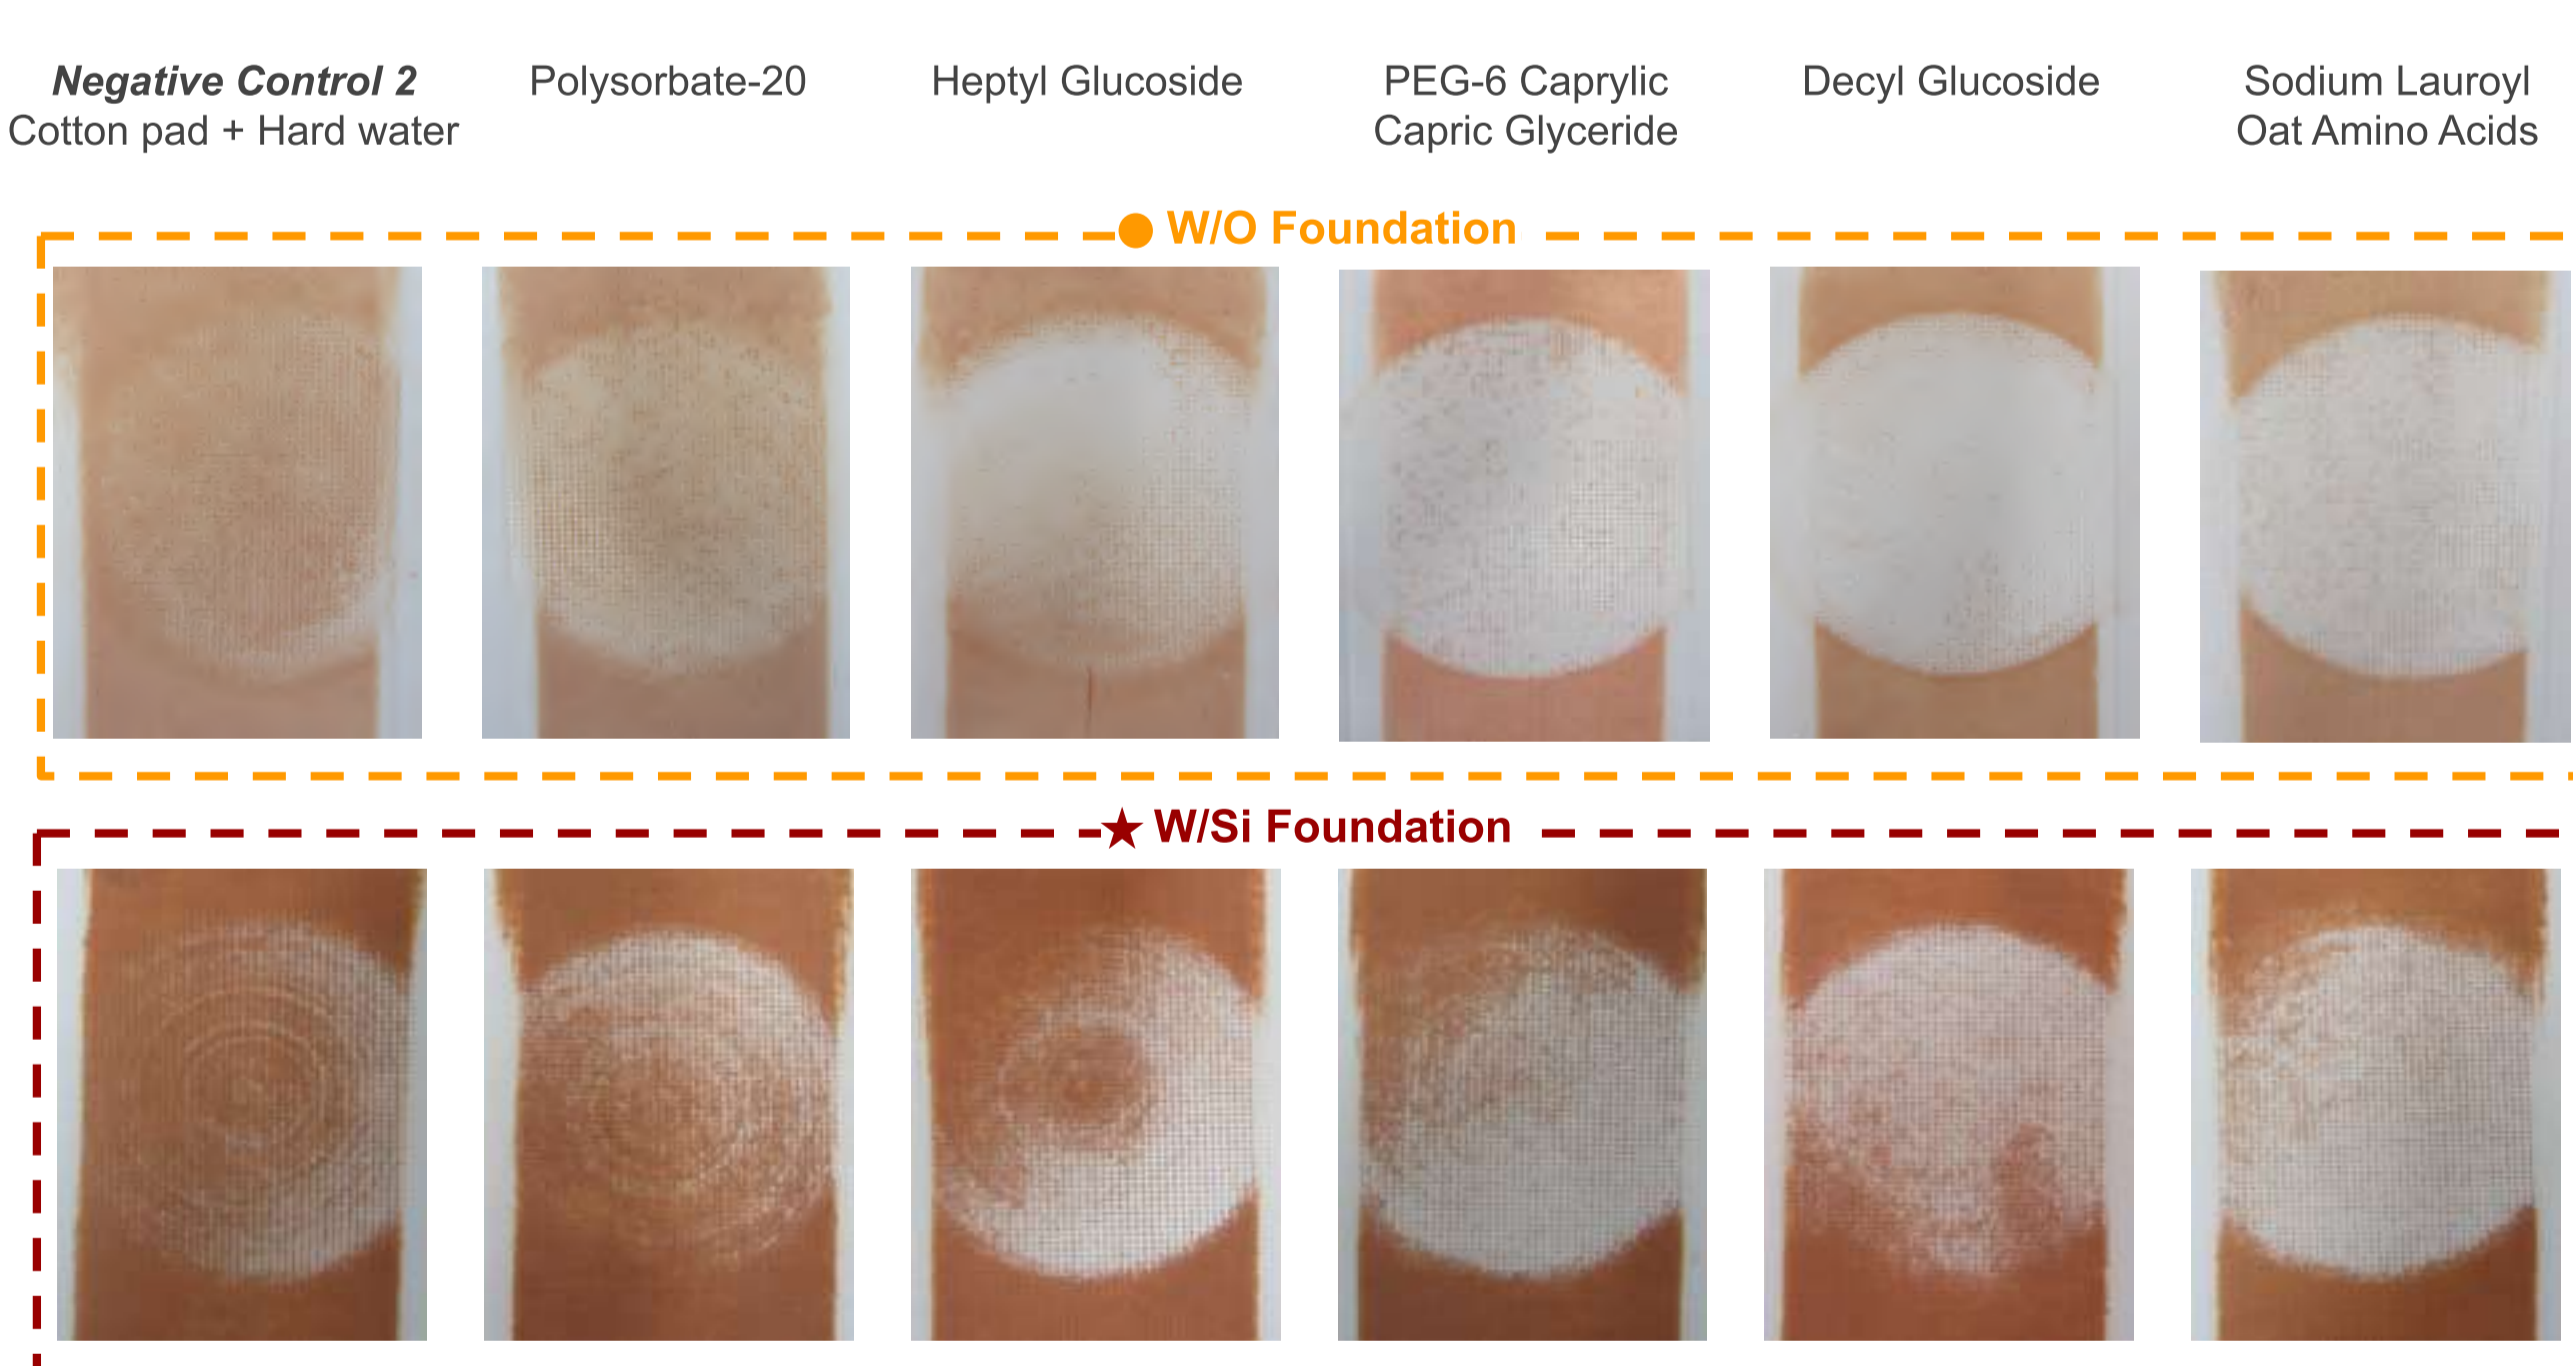 Negative Control 2
Cotton pad + Hard water
Polysorbate-20
Heptyl Glucoside
PEG-6 Caprylic
Capric Glyceride
Decyl Glucoside
Sodium Lauroyl
Oat Amino Acids
W/O Foundation
W/Si Foundation